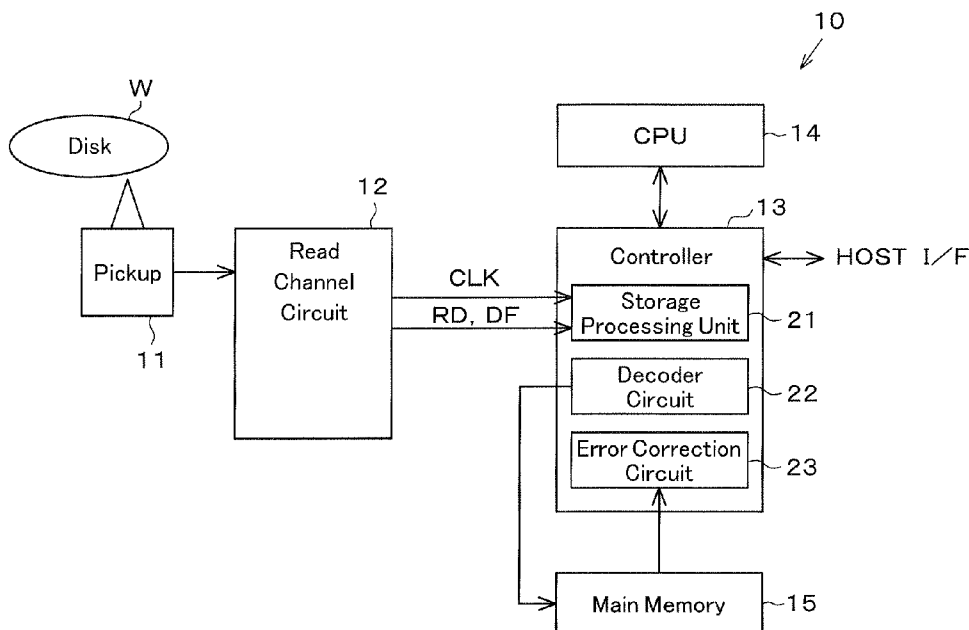 10
W
Disk
CPU
14
12
13
Pickup
11
Read
Channel
Circuit
CLK
RD, DF
Controller
HOST I/F
Storage
Processing Unit
21
Decoder
Circuit
22
Error Correction
Circuit
23
Main Memory
15